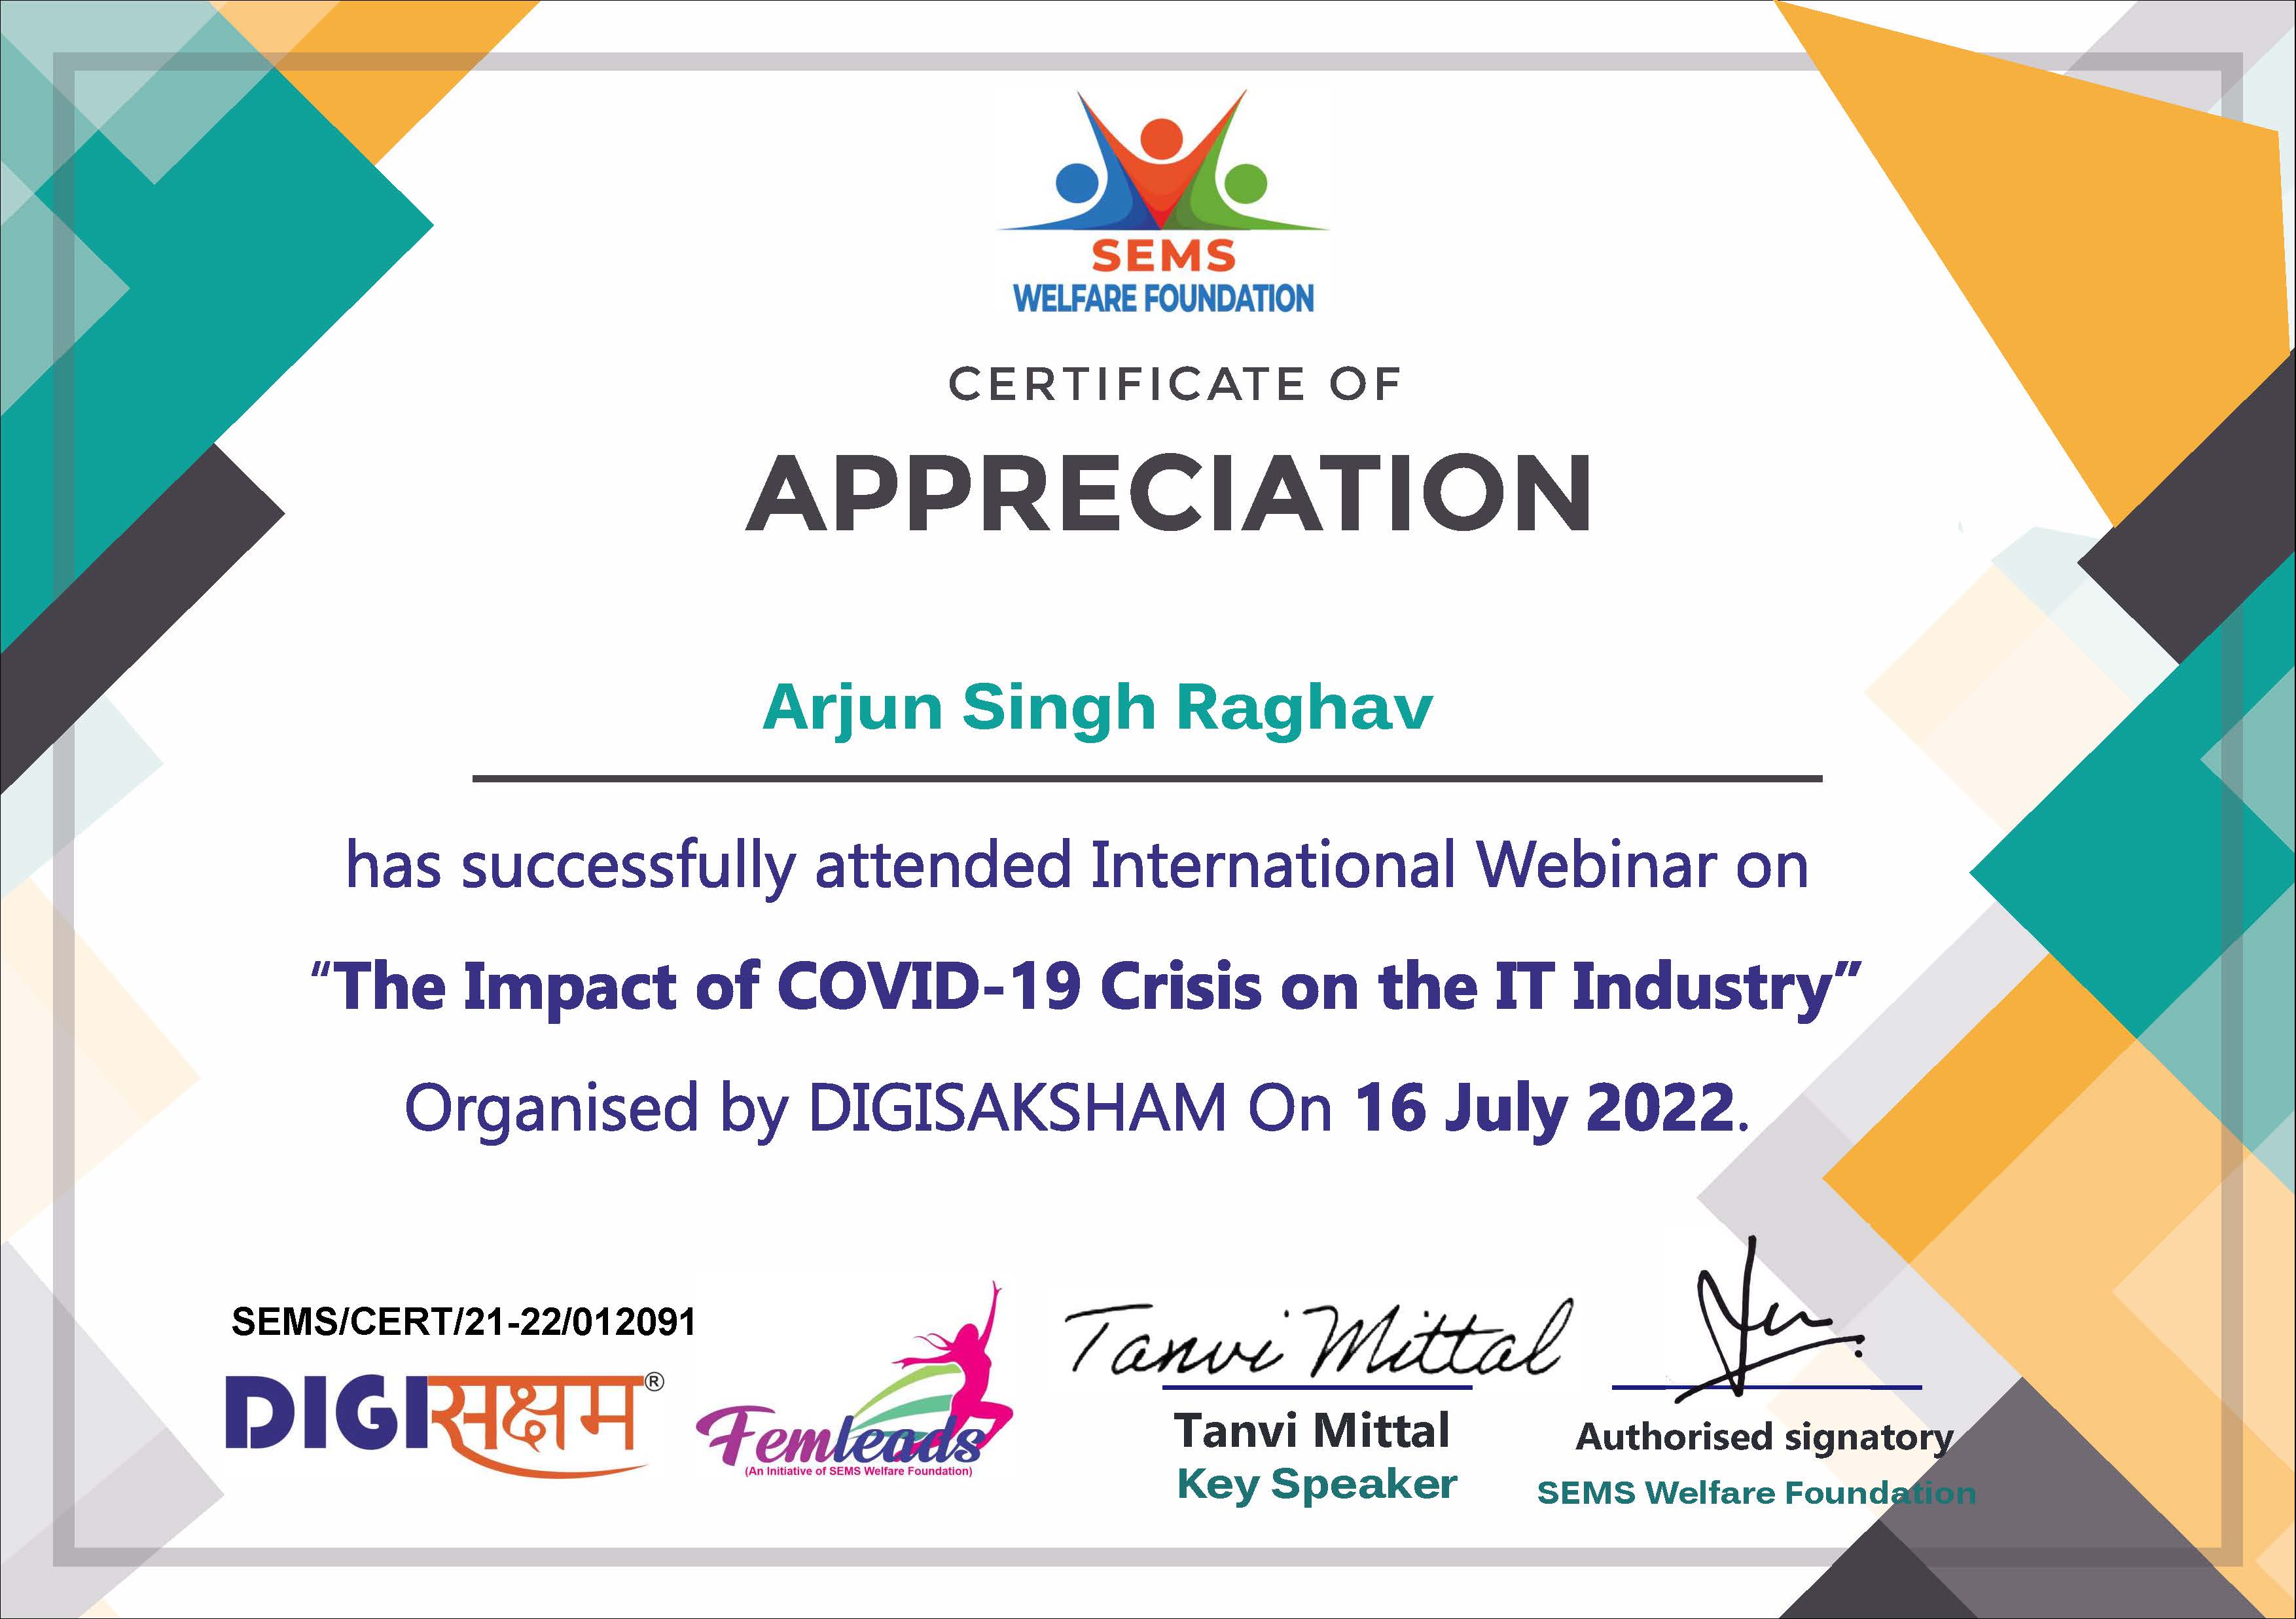 SEMS
WELFARE FOUNDATION
CERTIFICATE OF
APPRECIATION
Arjun Singh Raghav
has successfully attended International Webinar on
“The Impact of COVID-19 Crisis on the IT Industry”
Organised by DIGISAKSHAM On 16 July 2022.
SEMS/CERT/21-22/012091
DIGIसक्षम®
Femleads
(An Initiative of SEMS Welfare Foundation)
Tanvi Mittal
Tanvi Mittal
Key Speaker
Authorised signatory
SEMS Welfare Foundation